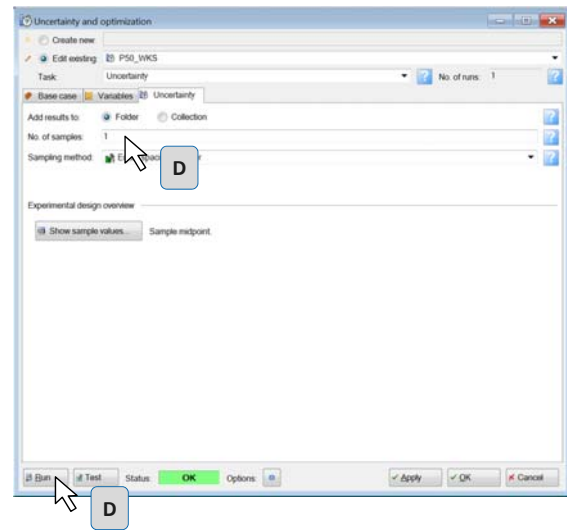 Uncertainty and optimization
Create new
Edit existing P50_WKS
Task: Uncertainty No. of runs: 1
Base case Variables Uncertainty
Add results to: Folder Collection
No. of samples: 1
D
Sampling method:
Experimental design overview
Show sample values... Sample midpoint.
Run Test Status: OK Options: Apply OK Cancel
D